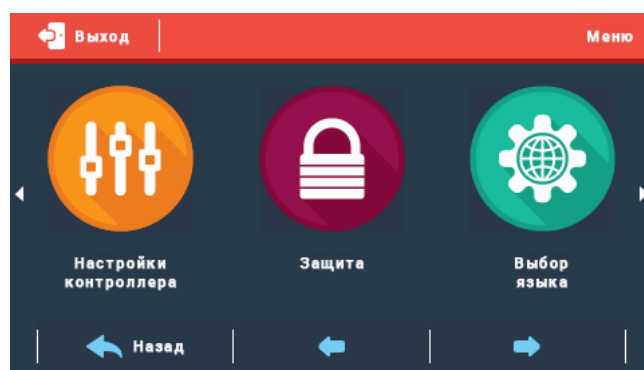 Выход
Меню
Настройки
контроллера
Защита
Выбор
языка
Назад